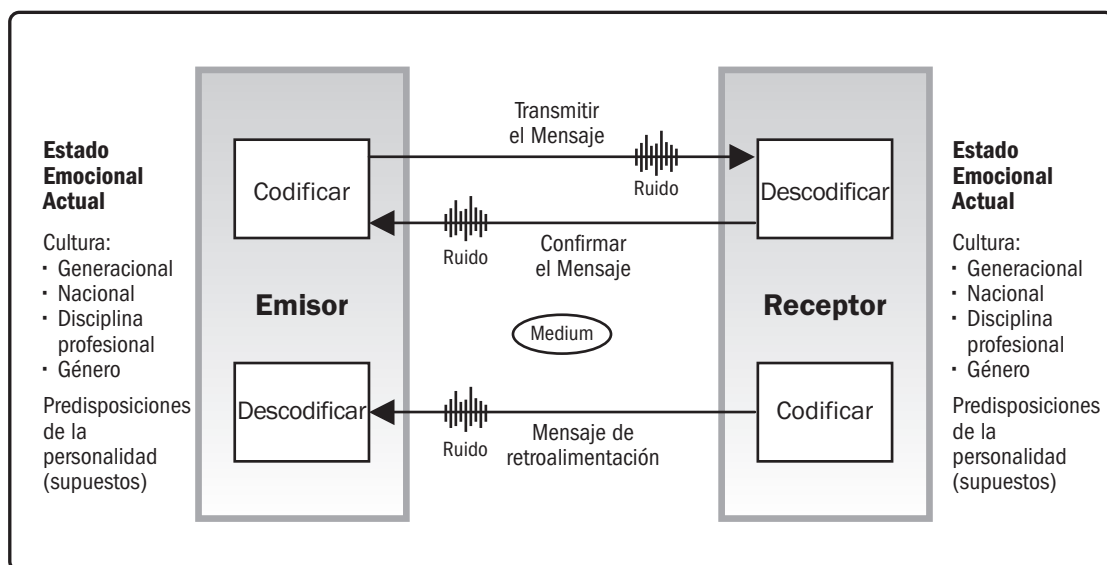 Estado
Emocional
Actual
Cultura:
· Generacional
· Nacional
· Disciplina
profesional
· Género
Predisposiciones
de la
personalidad
(supuestos)
Codificar
Emisor
Descodificar
Transmitir
el Mensaje
Ruido
Ruido
Confirmar
el Mensaje
Medium
Ruido
Mensaje de
retroalimentación
Descodificar
Receptor
Codificar
Estado
Emocional
Actual
Cultura:
· Generacional
· Nacional
· Disciplina
profesional
· Género
Predisposiciones
de la
personalidad
(supuestos)